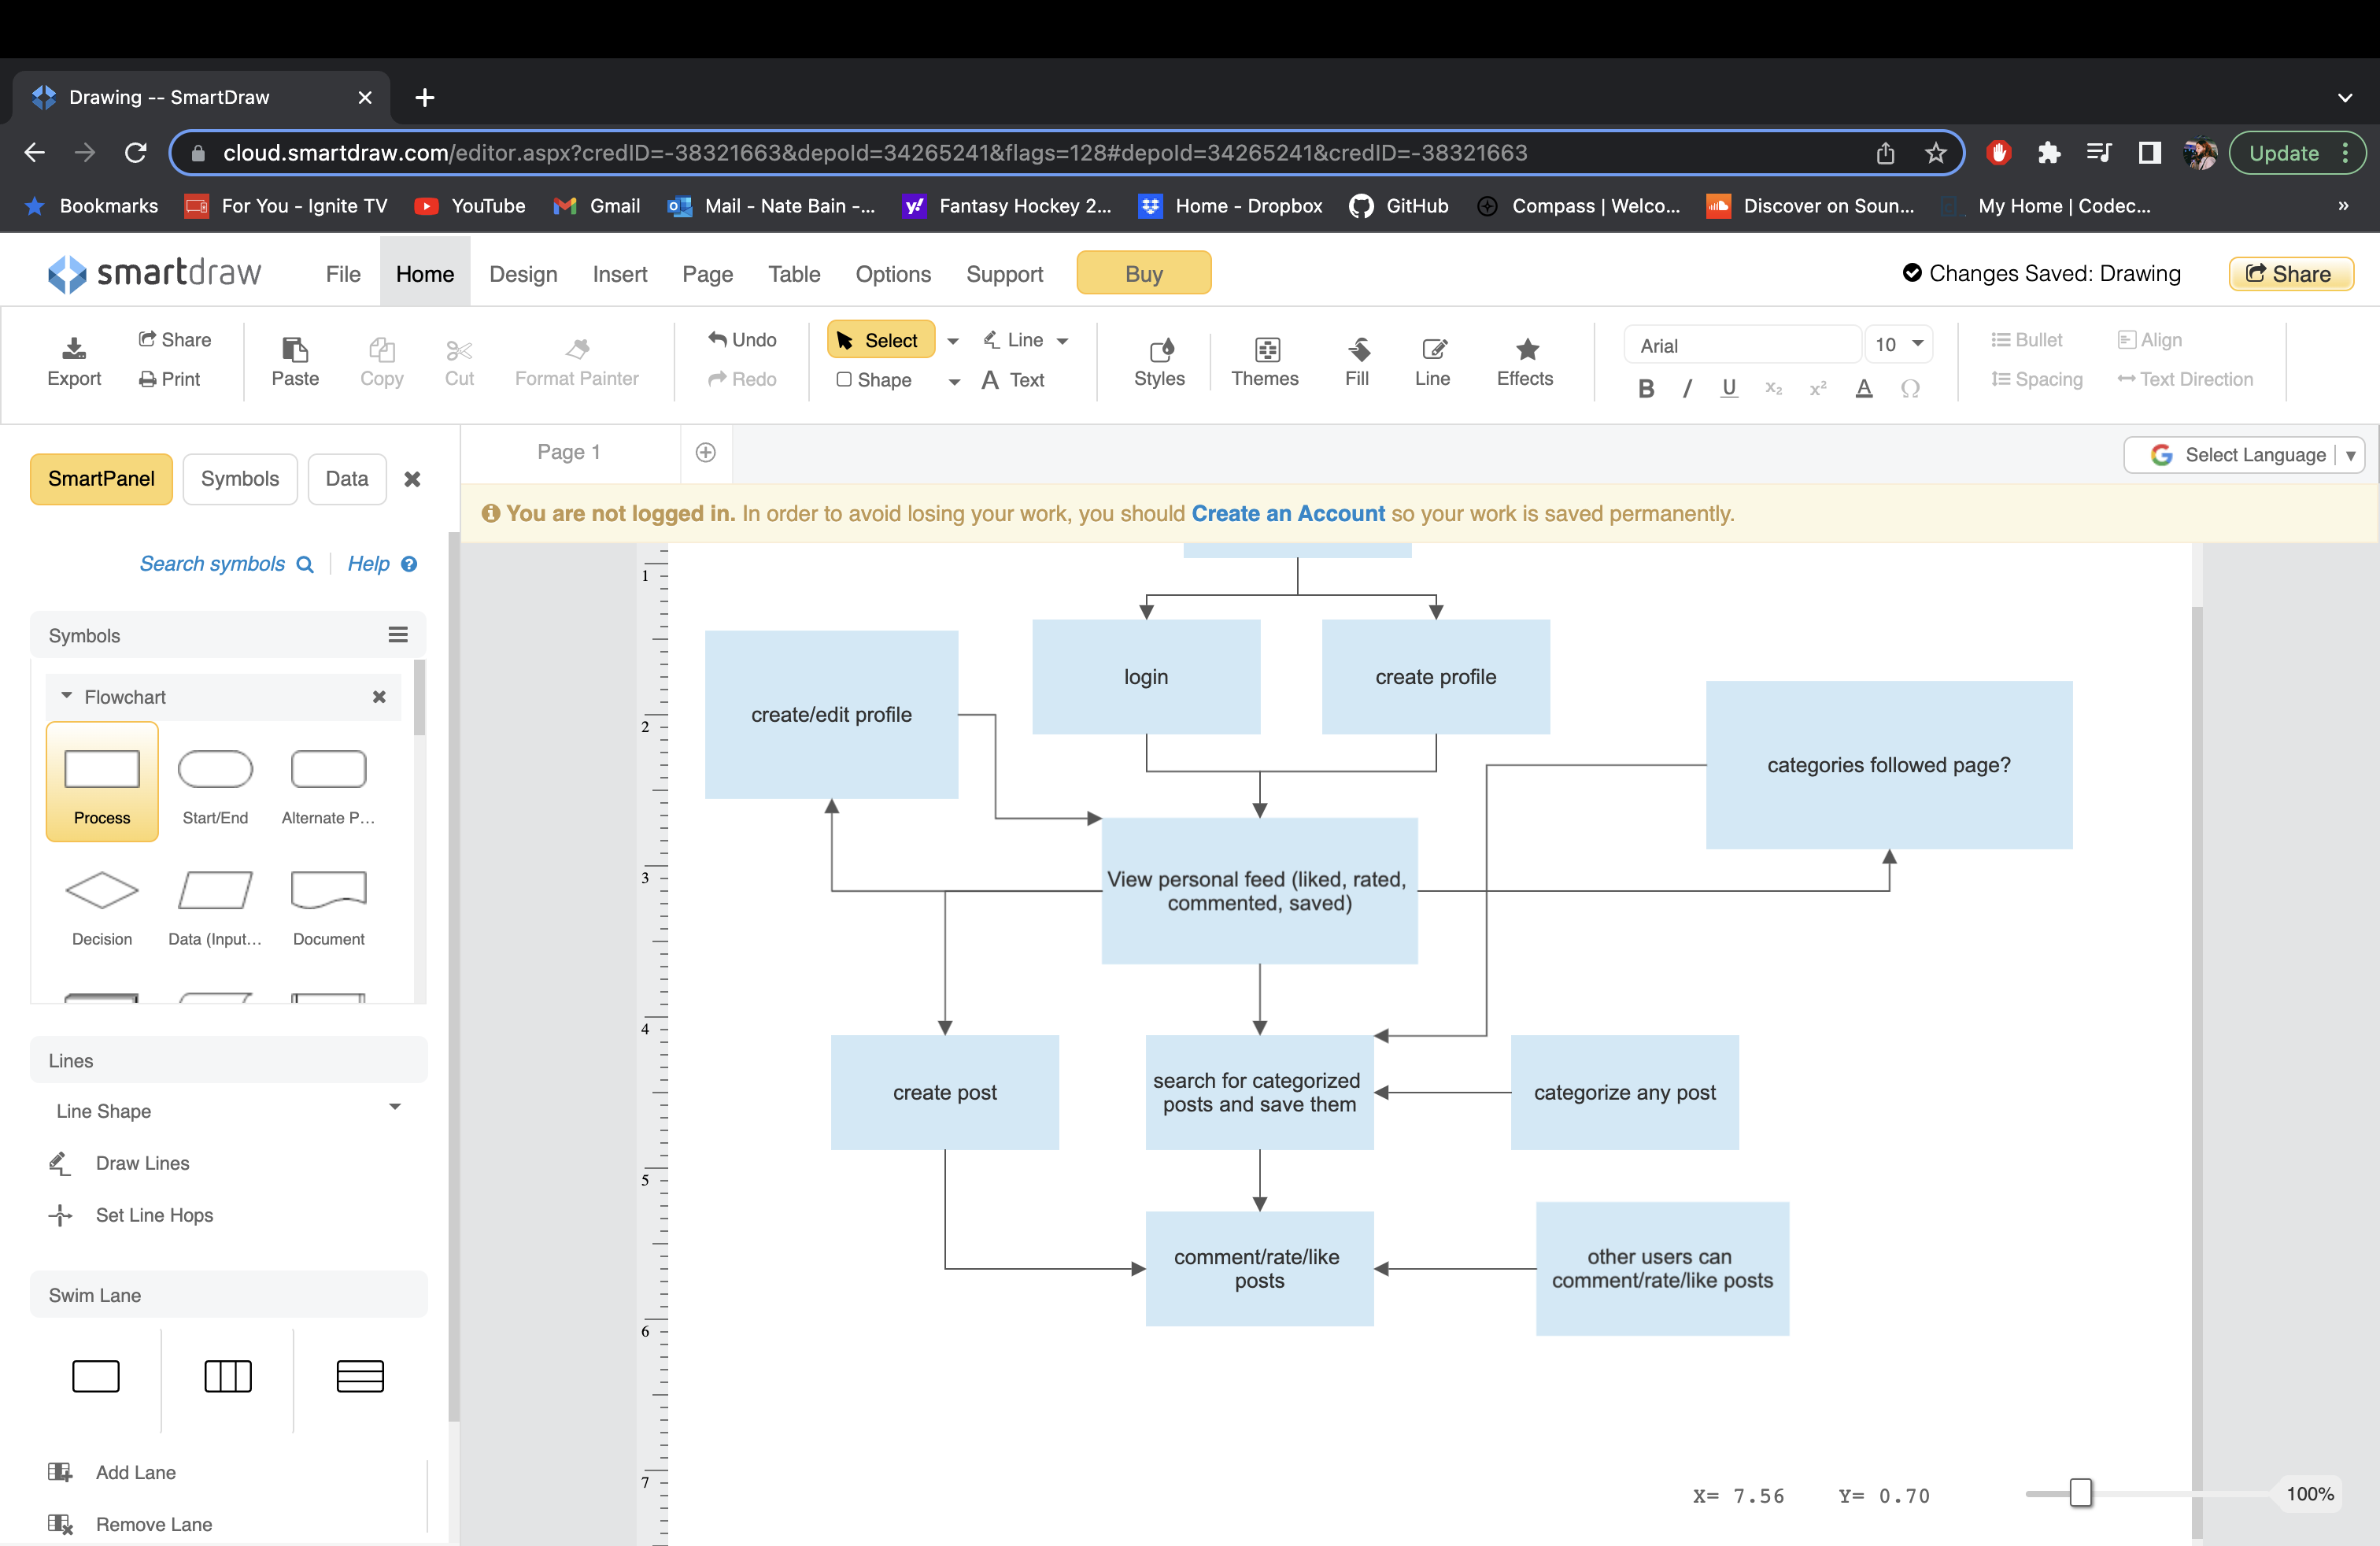 Drawing -- SmartDraw
cloud.smartdraw.com/editor.aspx?credID=-38321663&depoId=34265241&flags=128#depoId=34265241&credID=-38321663
Update
Bookmarks
For You - Ignite TV
YouTube
Gmail
Mail - Nate Bain -...
Fantasy Hockey 2...
Home - Dropbox
GitHub
Compass | Welco...
Discover on Soun...
My Home | Codec...
»
smartdraw
File
Home
Design
Insert
Page
Table
Options
Support
Buy
Changes Saved: Drawing
Share
Export
Share
Print
Paste
Copy
Cut
Format Painter
Undo
Redo
Select
Shape
Line
A Text
Styles
Themes
Fill
Line
Effects
Arial
10
B I U x₂ x² A Ω
Bullet
Align
Spacing
Text Direction
SmartPanel
Symbols
Data
Page 1
Select Language
You are not logged in. In order to avoid losing your work, you should Create an Account so your work is saved permanently.
Search symbols
Help
Symbols
Flowchart
Process
Start/End
Alternate P...
Decision
Data (Input...
Document
Lines
Line Shape
Draw Lines
Set Line Hops
Swim Lane
Add Lane
Remove Lane
1
2
3
4
5
6
7
login
create profile
create/edit profile
categories followed page?
View personal feed (liked, rated,
commented, saved)
create post
search for categorized
posts and save them
categorize any post
comment/rate/like
posts
other users can
comment/rate/like posts
X= 7.56
Y= 0.70
100%